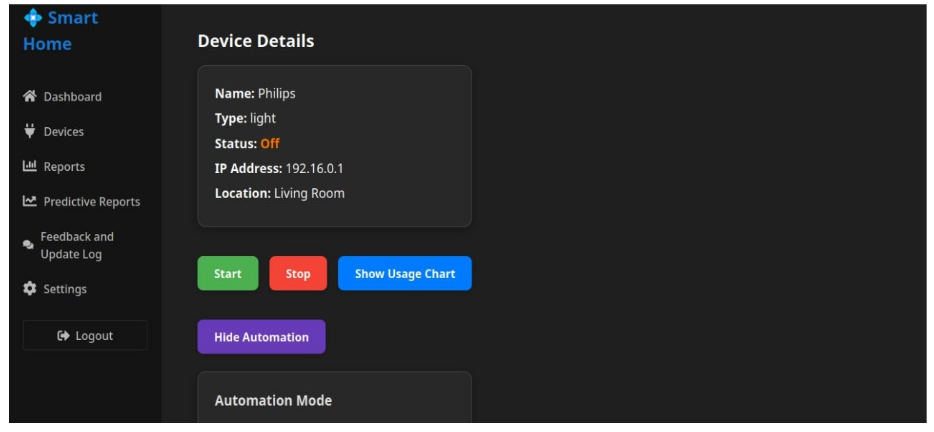 Smart
Home
Dashboard
Devices
Reports
Predictive Reports
Feedback and
Update Log
Settings
Logout
Device Details
Name: Philips
Type: light
Status: Off
IP Address: 192.16.0.1
Location: Living Room
Start
Stop
Show Usage Chart
Hide Automation
Automation Mode